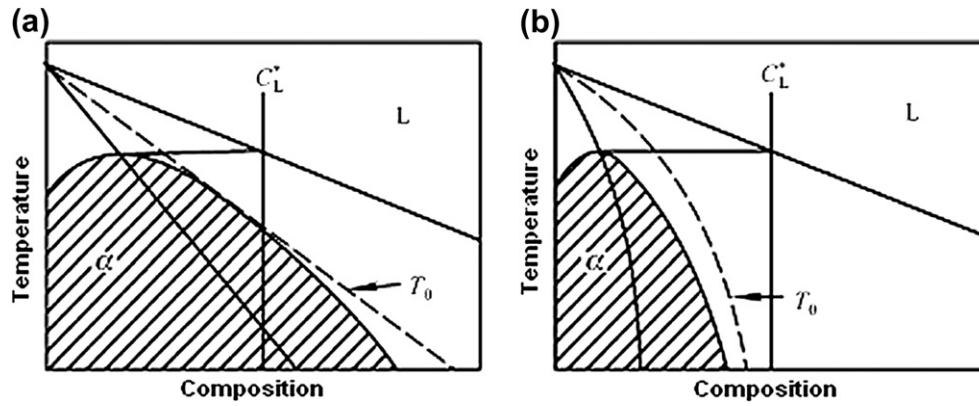 (a)
C*L
L
α
T0
Temperature
Composition
(b)
C*L
L
α
T0
Temperature
Composition